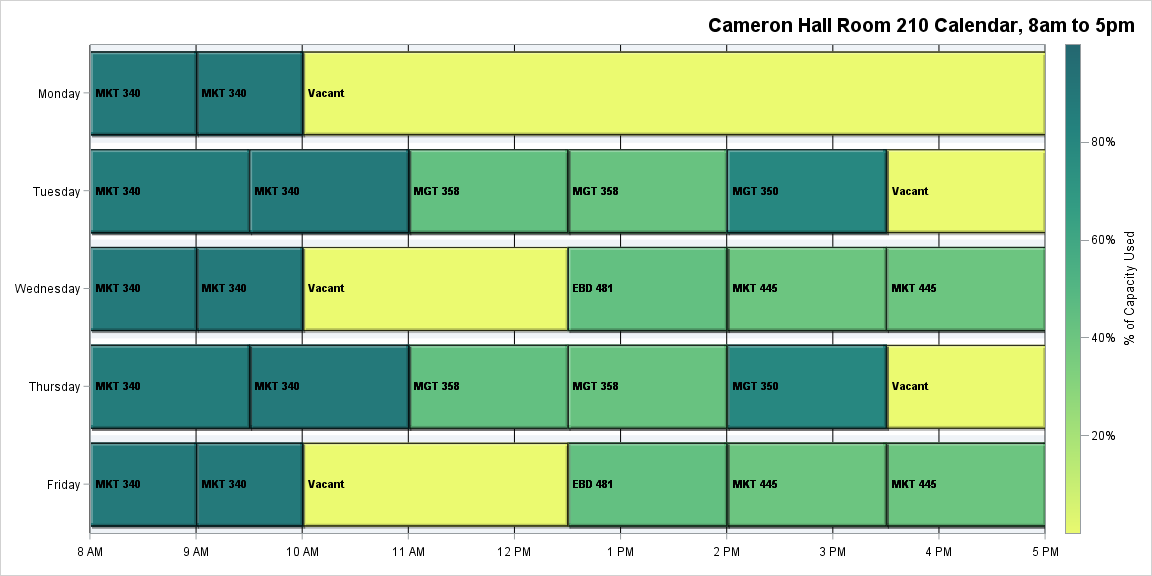 Cameron Hall Room 210 Calendar, 8am to 5pm
Monday
MKT 340
MKT 340
Vacant
Tuesday
MKT 340
MKT 340
MGT 358
MGT 358
MGT 350
Vacant
Wednesday
MKT 340
MKT 340
Vacant
EBD 481
MKT 445
MKT 445
Thursday
MKT 340
MKT 340
MGT 358
MGT 358
MGT 350
Vacant
Friday
MKT 340
MKT 340
Vacant
EBD 481
MKT 445
MKT 445
8 AM
9 AM
10 AM
11 AM
12 PM
1 PM
2 PM
3 PM
4 PM
5 PM
80%
60%
40%
20%
% of Capacity Used